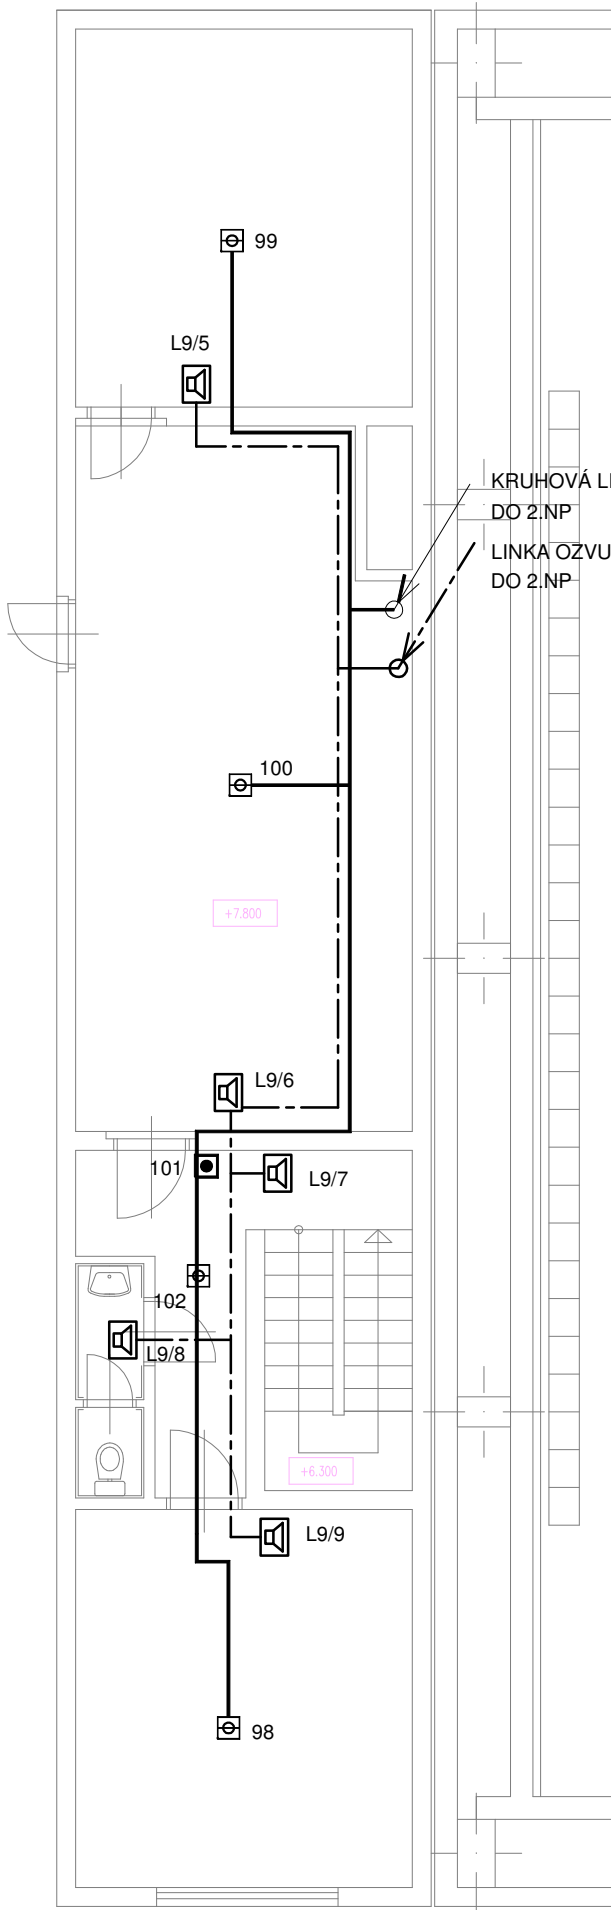 99
L9/5
KRUHOVÁ
DO 2.NP
LINKA
DO 2.NP
100
+7.800
L9/6
101
L9/7
102
L9/8
+6.300
L9/9
98